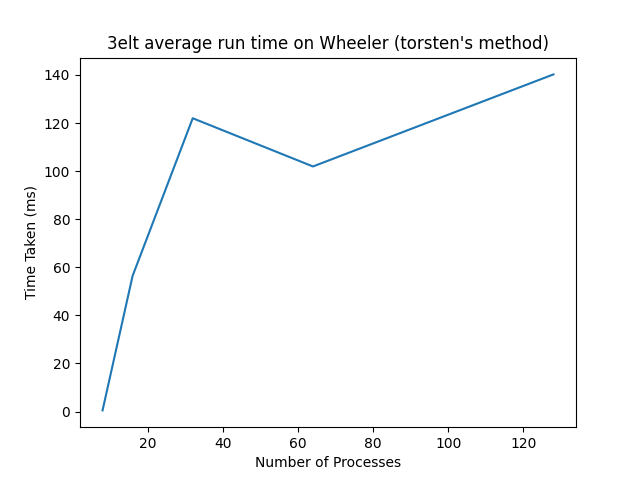 3elt average run time on Wheeler (torsten's method)
140
120
100
80
60
40
20
0
Time Taken (ms)
20 40 60 80 100 120
Number of Processes